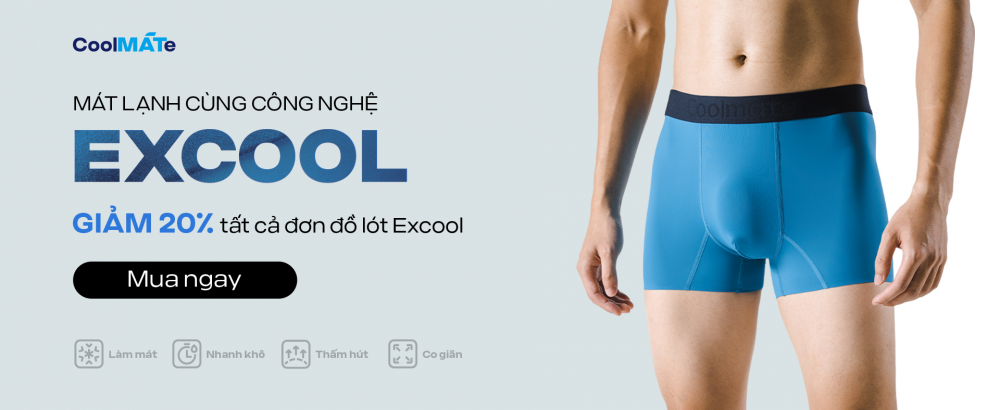 CoolMATe
MÁT LẠNH CÙNG CÔNG NGHỆ
EXCOOL
GIẢM 20% tất cả đơn đồ lót Excool
Mua ngay
Làm mát
Nhanh khô
Thấm hút
Co giãn
Coolmate